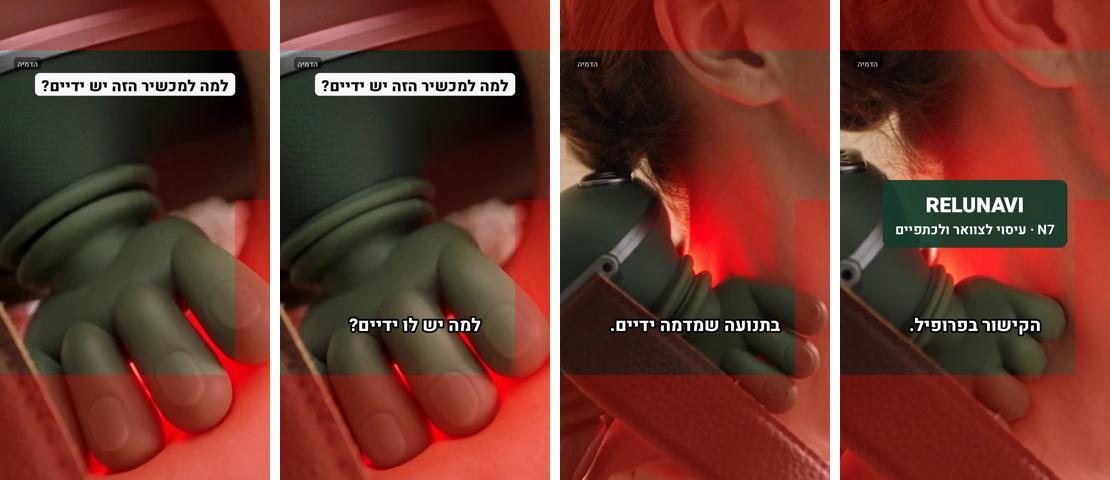 הדמיה
למה למכשיר הזה יש ידיים?
הדמיה
למה למכשיר הזה יש ידיים?
למה יש לו ידיים?
הדמיה
בתנועה שמדמה ידיים.
הדמיה
RELUNAVI
N7 · עיסוי לצוואר ולכתפיים
הקישור בפרופיל.